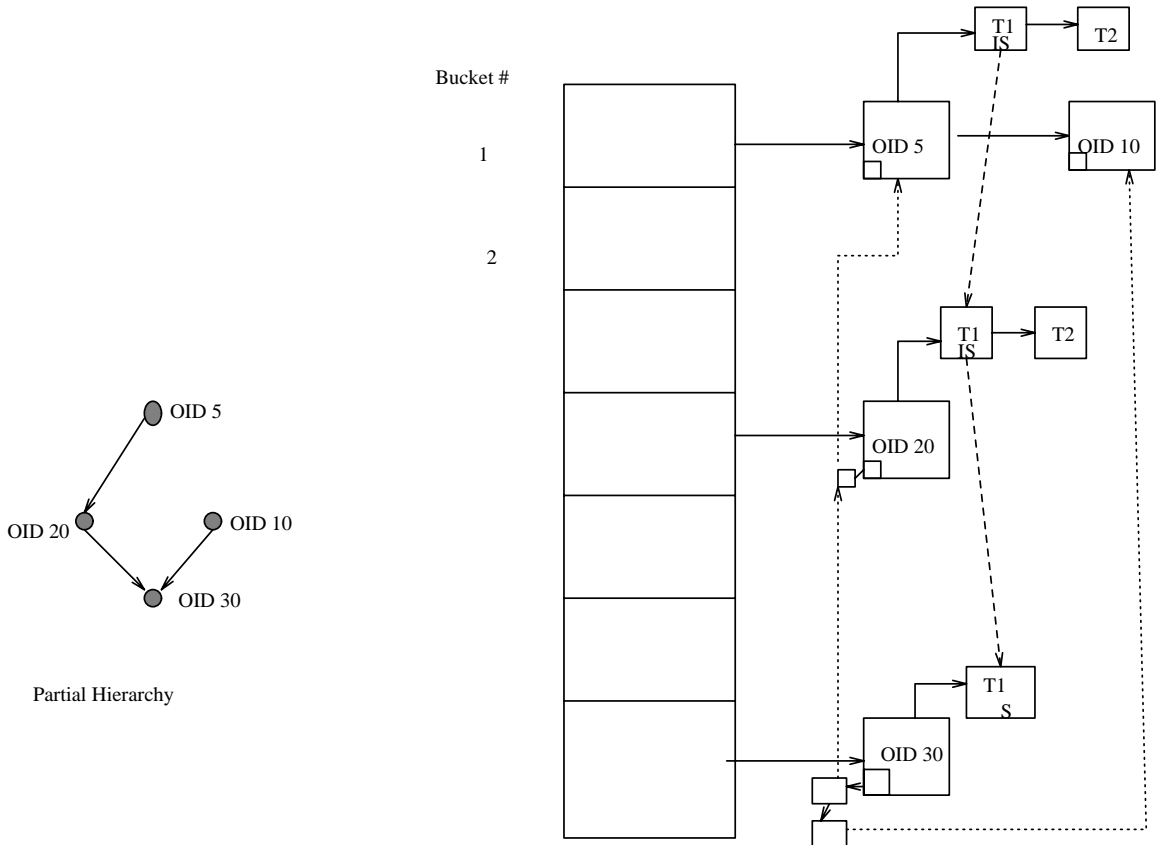 T1
IS
T2
Bucket #
1
OID 5
OID 10
2
T1
IS
T2
OID 5
OID 20
OID 20
OID 10
OID 30
T1
S
Partial Hierarchy
OID 30